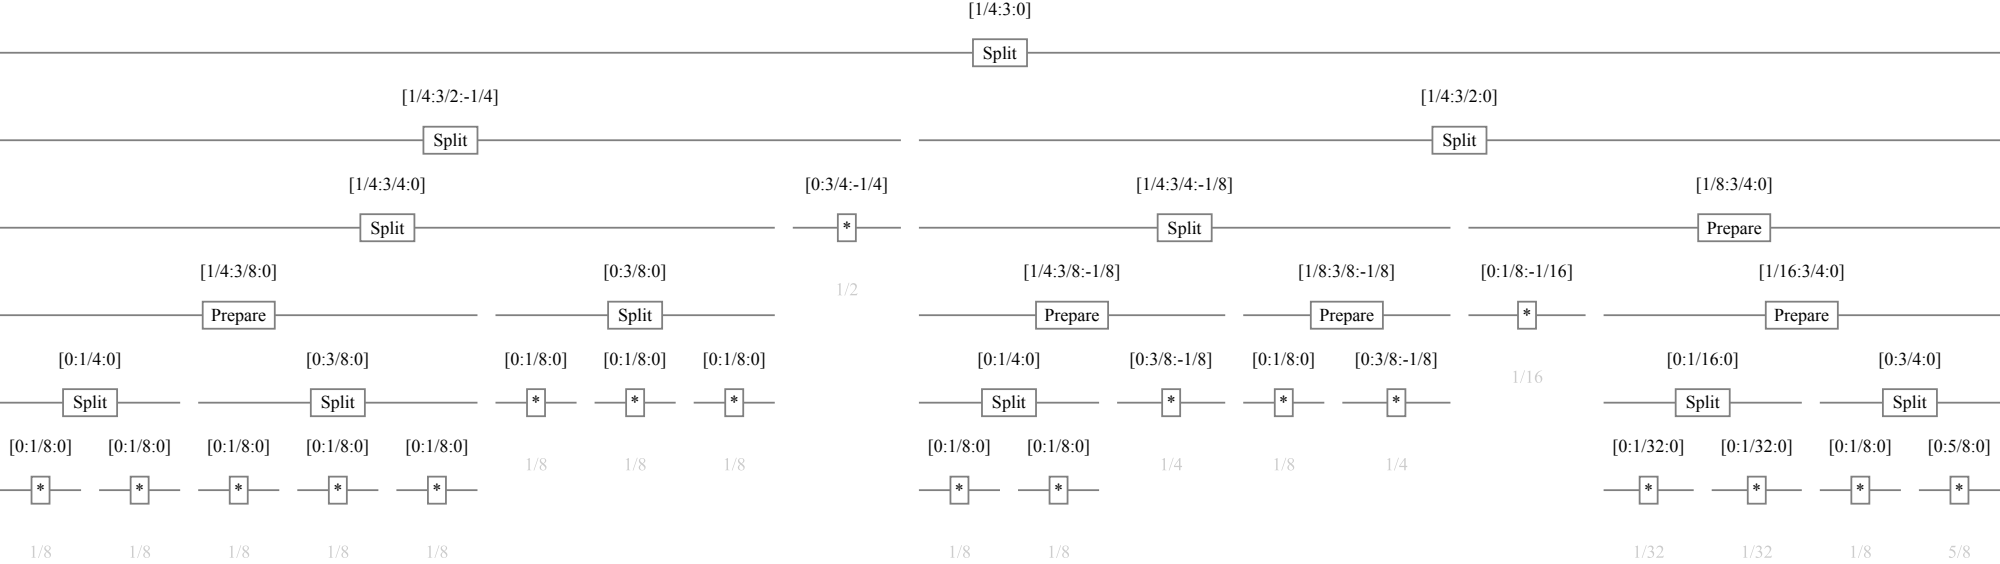 [1/4:3:0]
Split
[1/4:3/2:-1/4] [1/4:3/2:0]
Split Split
[1/4:3/4:0] [0:3/4:-1/4] [1/4:3/4:-1/8] [1/8:3/4:0]
Split * Split Prepare
[1/4:3/8:0] [0:3/8:0] [1/4:3/8:-1/8] [1/8:3/8:-1/8] [0:1/8:-1/16] [1/16:3/4:0]
1/2
Prepare Split Prepare Prepare * Prepare
[0:1/4:0] [0:3/8:0] [0:1/8:0] [0:1/8:0] [0:1/8:0] [0:1/4:0] [0:3/8:-1/8] [0:1/8:0] [0:3/8:-1/8] [0:1/16:0] [0:3/4:0]
1/16
Split Split * * * Split * * * Split Split
[0:1/8:0] [0:1/8:0] [0:1/8:0] [0:1/8:0] [0:1/8:0] [0:1/8:0] [0:1/8:0] [0:1/32:0] [0:1/32:0] [0:1/8:0] [0:5/8:0]
1/8 1/8 1/8 1/4 1/8 1/4
* * * * * * * * * * *
1/8 1/8 1/8 1/8 1/8 1/8 1/8 1/32 1/32 1/8 5/8